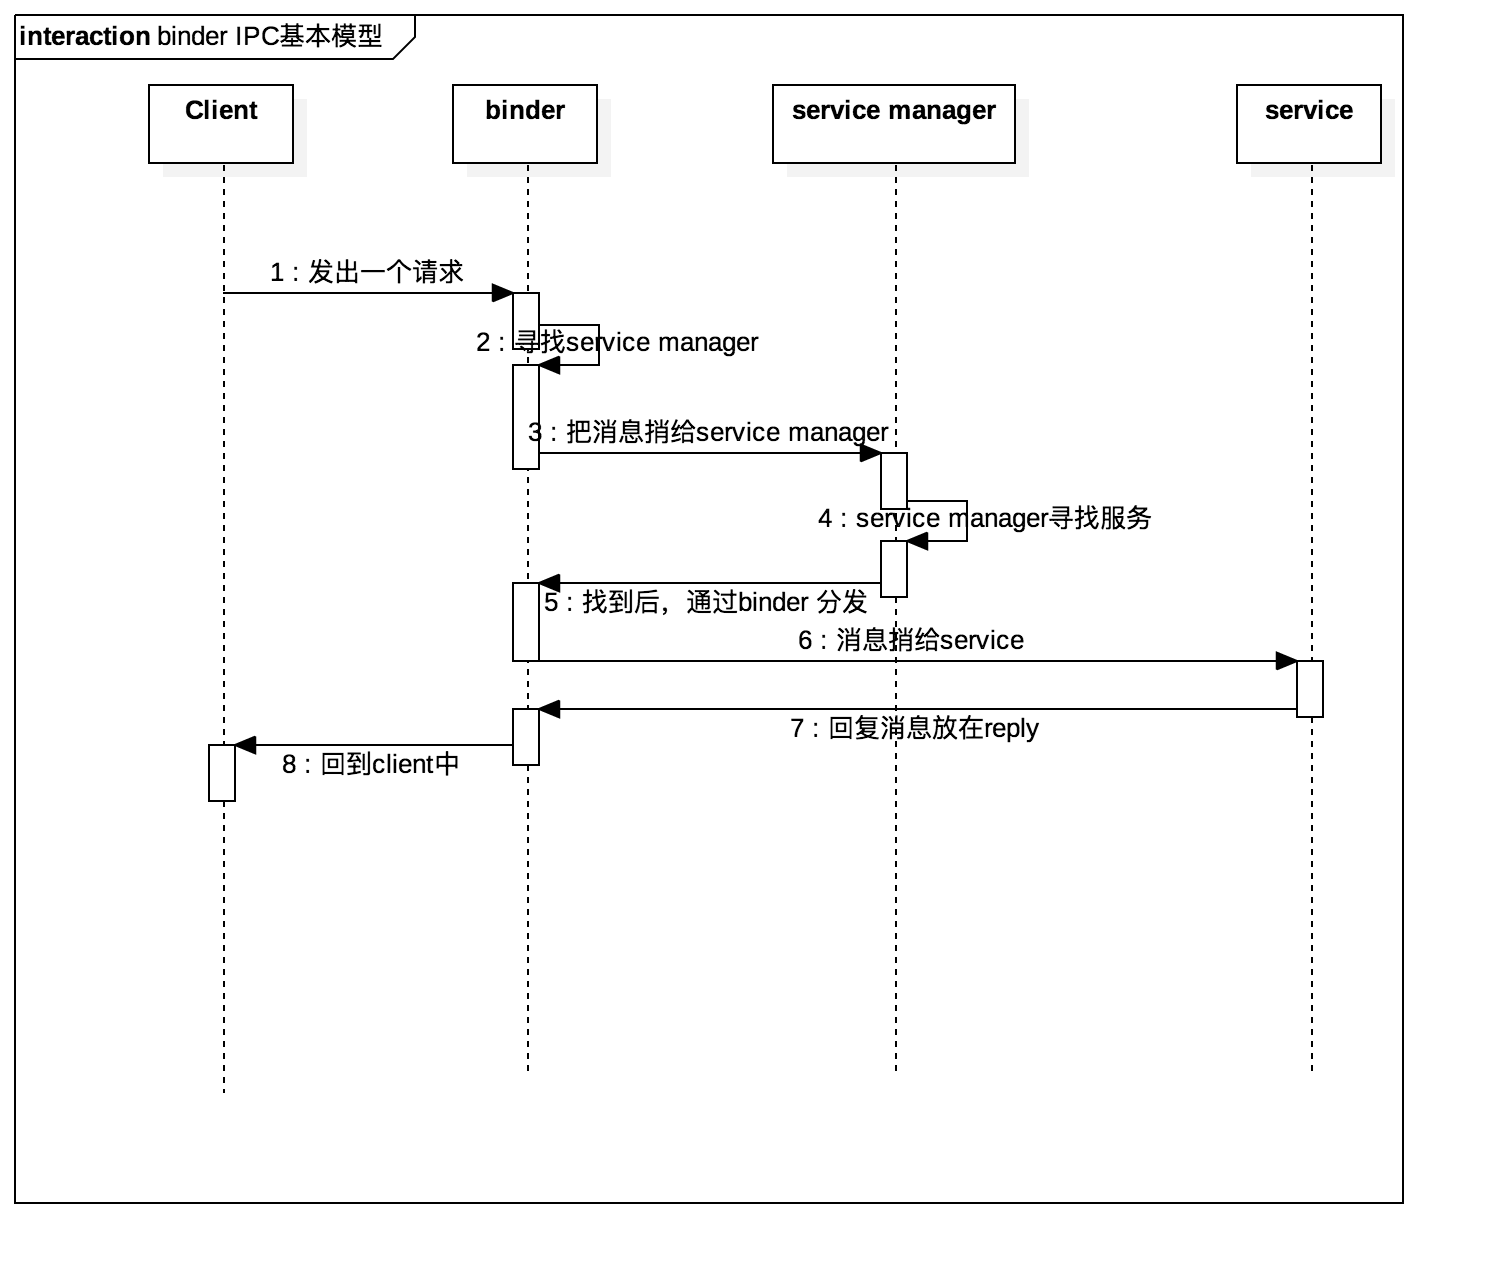 interaction binder IPC基本模型
Client
binder
service manager
service
1 : 发出一个请求
2 : 寻找service manager
3 : 把消息捎给service manager
4 : service manager寻找服务
5 : 找到后，通过binder 分发
6 : 消息捎给service
7 : 回复消息放在reply
8 : 回到client中